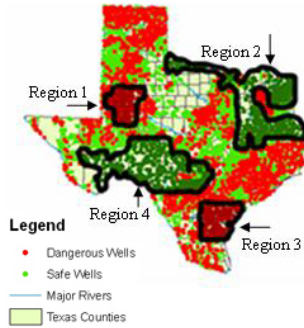 Region 2
Region 1
Region 4
Region 3
Legend
Dangerous Wells
Safe Wells
Major Rivers
Texas Counties